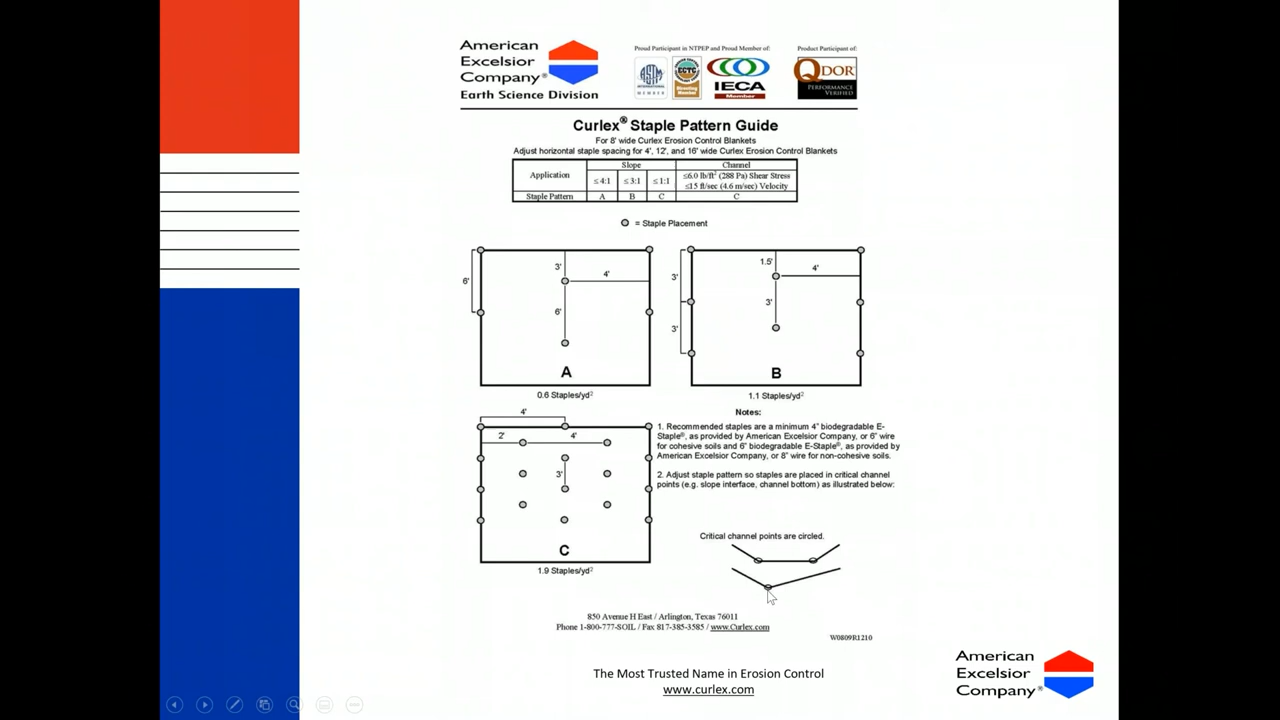 American
Excelsior
Company®
Earth Science Division
Proud Participant in NTPEP and Proud Member of:
ASTM
INTERNATIONAL
MEMBER
ECTC
Directing
Member
IECA
Member
Product Participant of:
QDOR
PERFORMANCE
VERIFIED
Curlex® Staple Pattern Guide
For 8' wide Curlex Erosion Control Blankets
Adjust horizontal staple spacing for 4', 12', and 16' wide Curlex Erosion Control Blankets
Application
Slope
Channel
≤ 4:1
≤ 3:1
≤ 1:1
≤6.0 lb/ft² (288 Pa) Shear Stress
≤15 ft/sec (4.6 m/sec) Velocity
Staple Pattern
A
B
C
C
= Staple Placement
6'
3'
4'
6'
A
0.6 Staples/yd²
3'
3'
1.5'
4'
3'
B
1.1 Staples/yd²
4'
2'
4'
3'
C
1.9 Staples/yd²
Notes:
1. Recommended staples are a minimum 4" biodegradable E-
Staple®, as provided by American Excelsior Company, or 6" wire
for cohesive soils and 6" biodegradable E-Staple®, as provided by
American Excelsior Company, or 8" wire for non-cohesive soils.
2. Adjust staple pattern so staples are placed in critical channel
points (e.g. slope interface, channel bottom) as illustrated below:
Critical channel points are circled.
850 Avenue H East / Arlington, Texas 76011
Phone 1-800-777-SOIL / Fax 817-385-3585 / www.Curlex.com
W0809R1210
The Most Trusted Name in Erosion Control
www.curlex.com
American
Excelsior
Company®